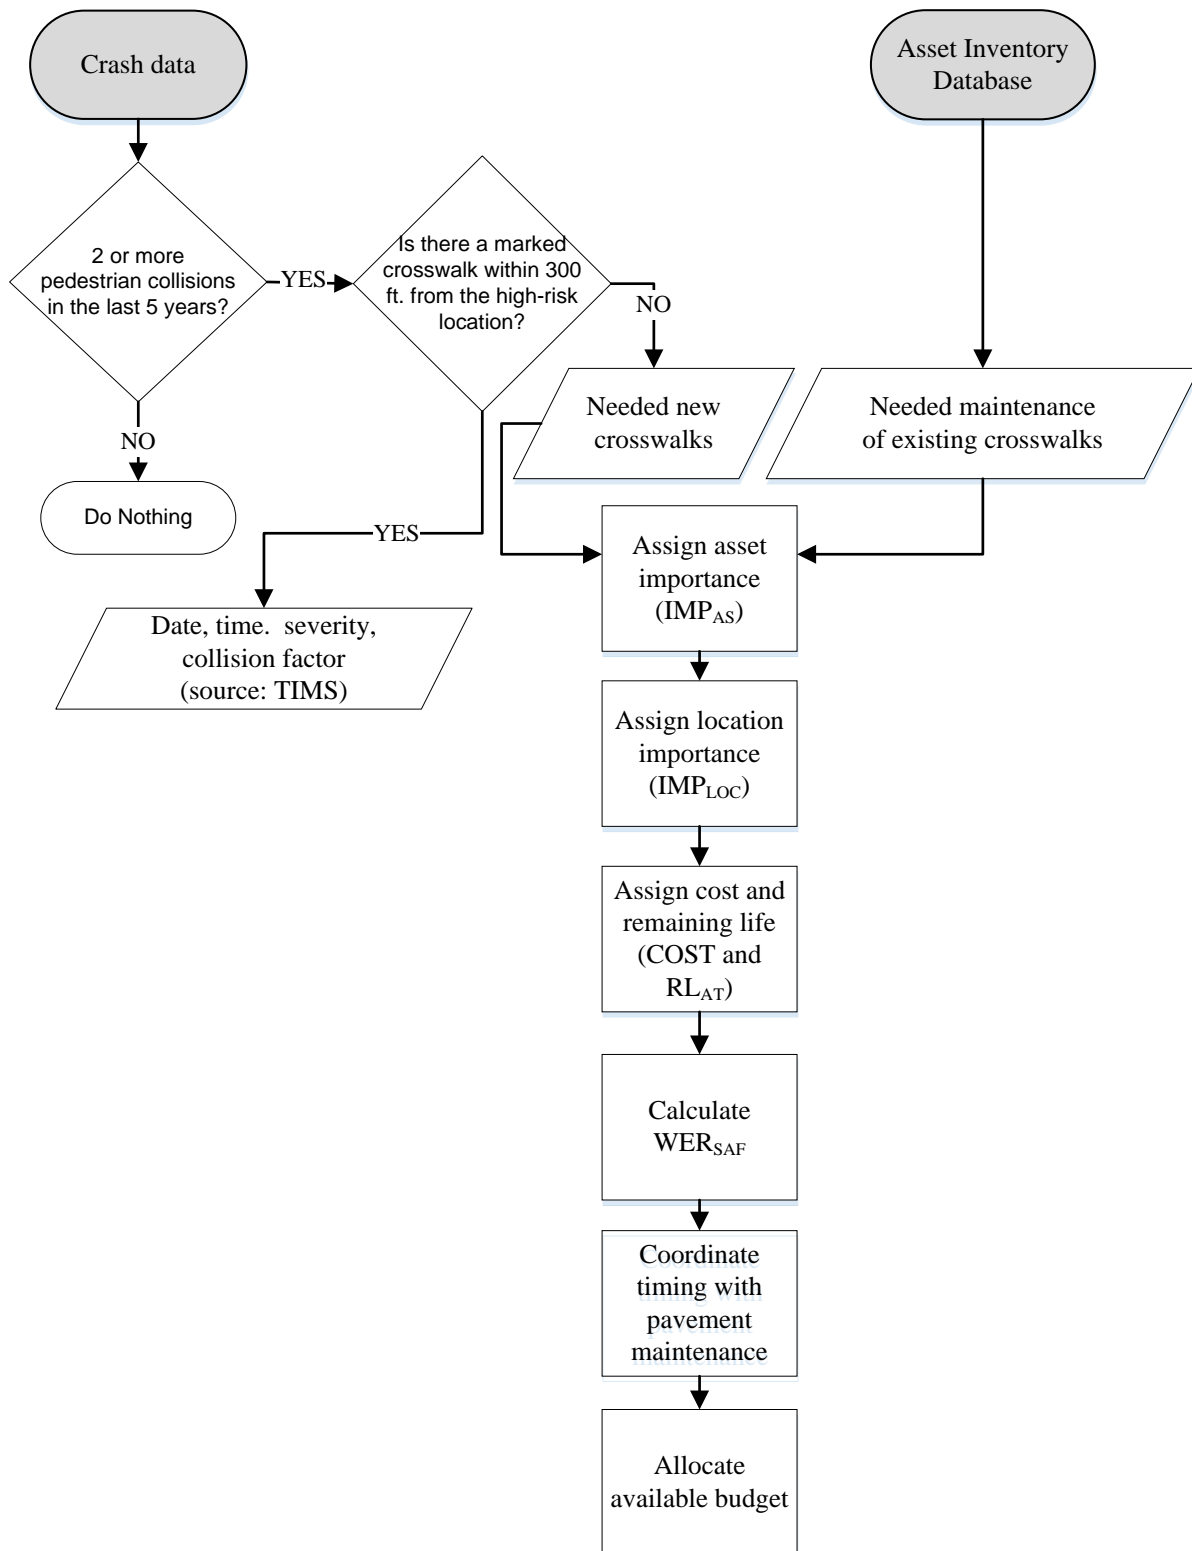 Crash data
Asset Inventory
Database
2 or more
pedestrian collisions
in the last 5 years?
YES
Is there a marked
crosswalk within 300
ft. from the high-risk
location?
NO
NO
Do Nothing
YES
Date, time.  severity,
collision factor
(source: TIMS)
Needed new
crosswalks
Needed maintenance
of existing crosswalks
Assign asset
importance
(IMPAS)
Assign location
importance
(IMPLOC)
Assign cost and
remaining life
(COST and
RLAT)
Calculate
WERSAF
Coordinate
timing with
pavement
maintenance
Allocate
available budget